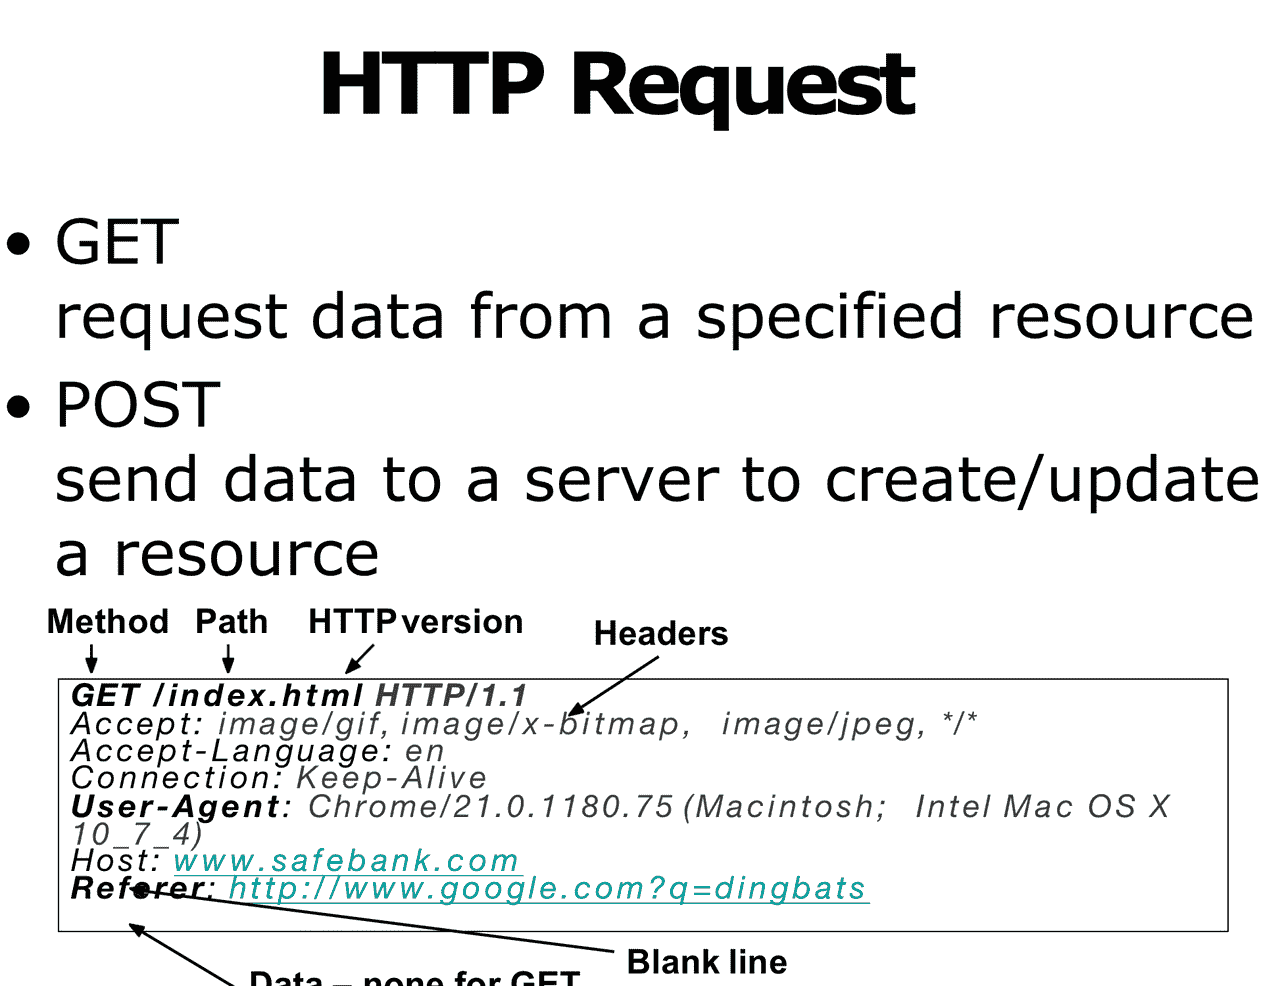 HTTP Request
• GET
request data from a specified resource
• POST
send data to a server to create/update
a resource
Method Path HTTP version Headers
GET /index.html HTTP/1.1
Accept: image/gif, image/x-bitmap, image/jpeg, */*
Accept-Language: en
Connection: Keep-Alive
User-Agent: Chrome/21.0.1180.75 (Macintosh; Intel Mac OS X
10_7_4)
Host: www.safebank.com
Referer: http://www.google.com?q=dingbats
Blank line
Data – none for GET